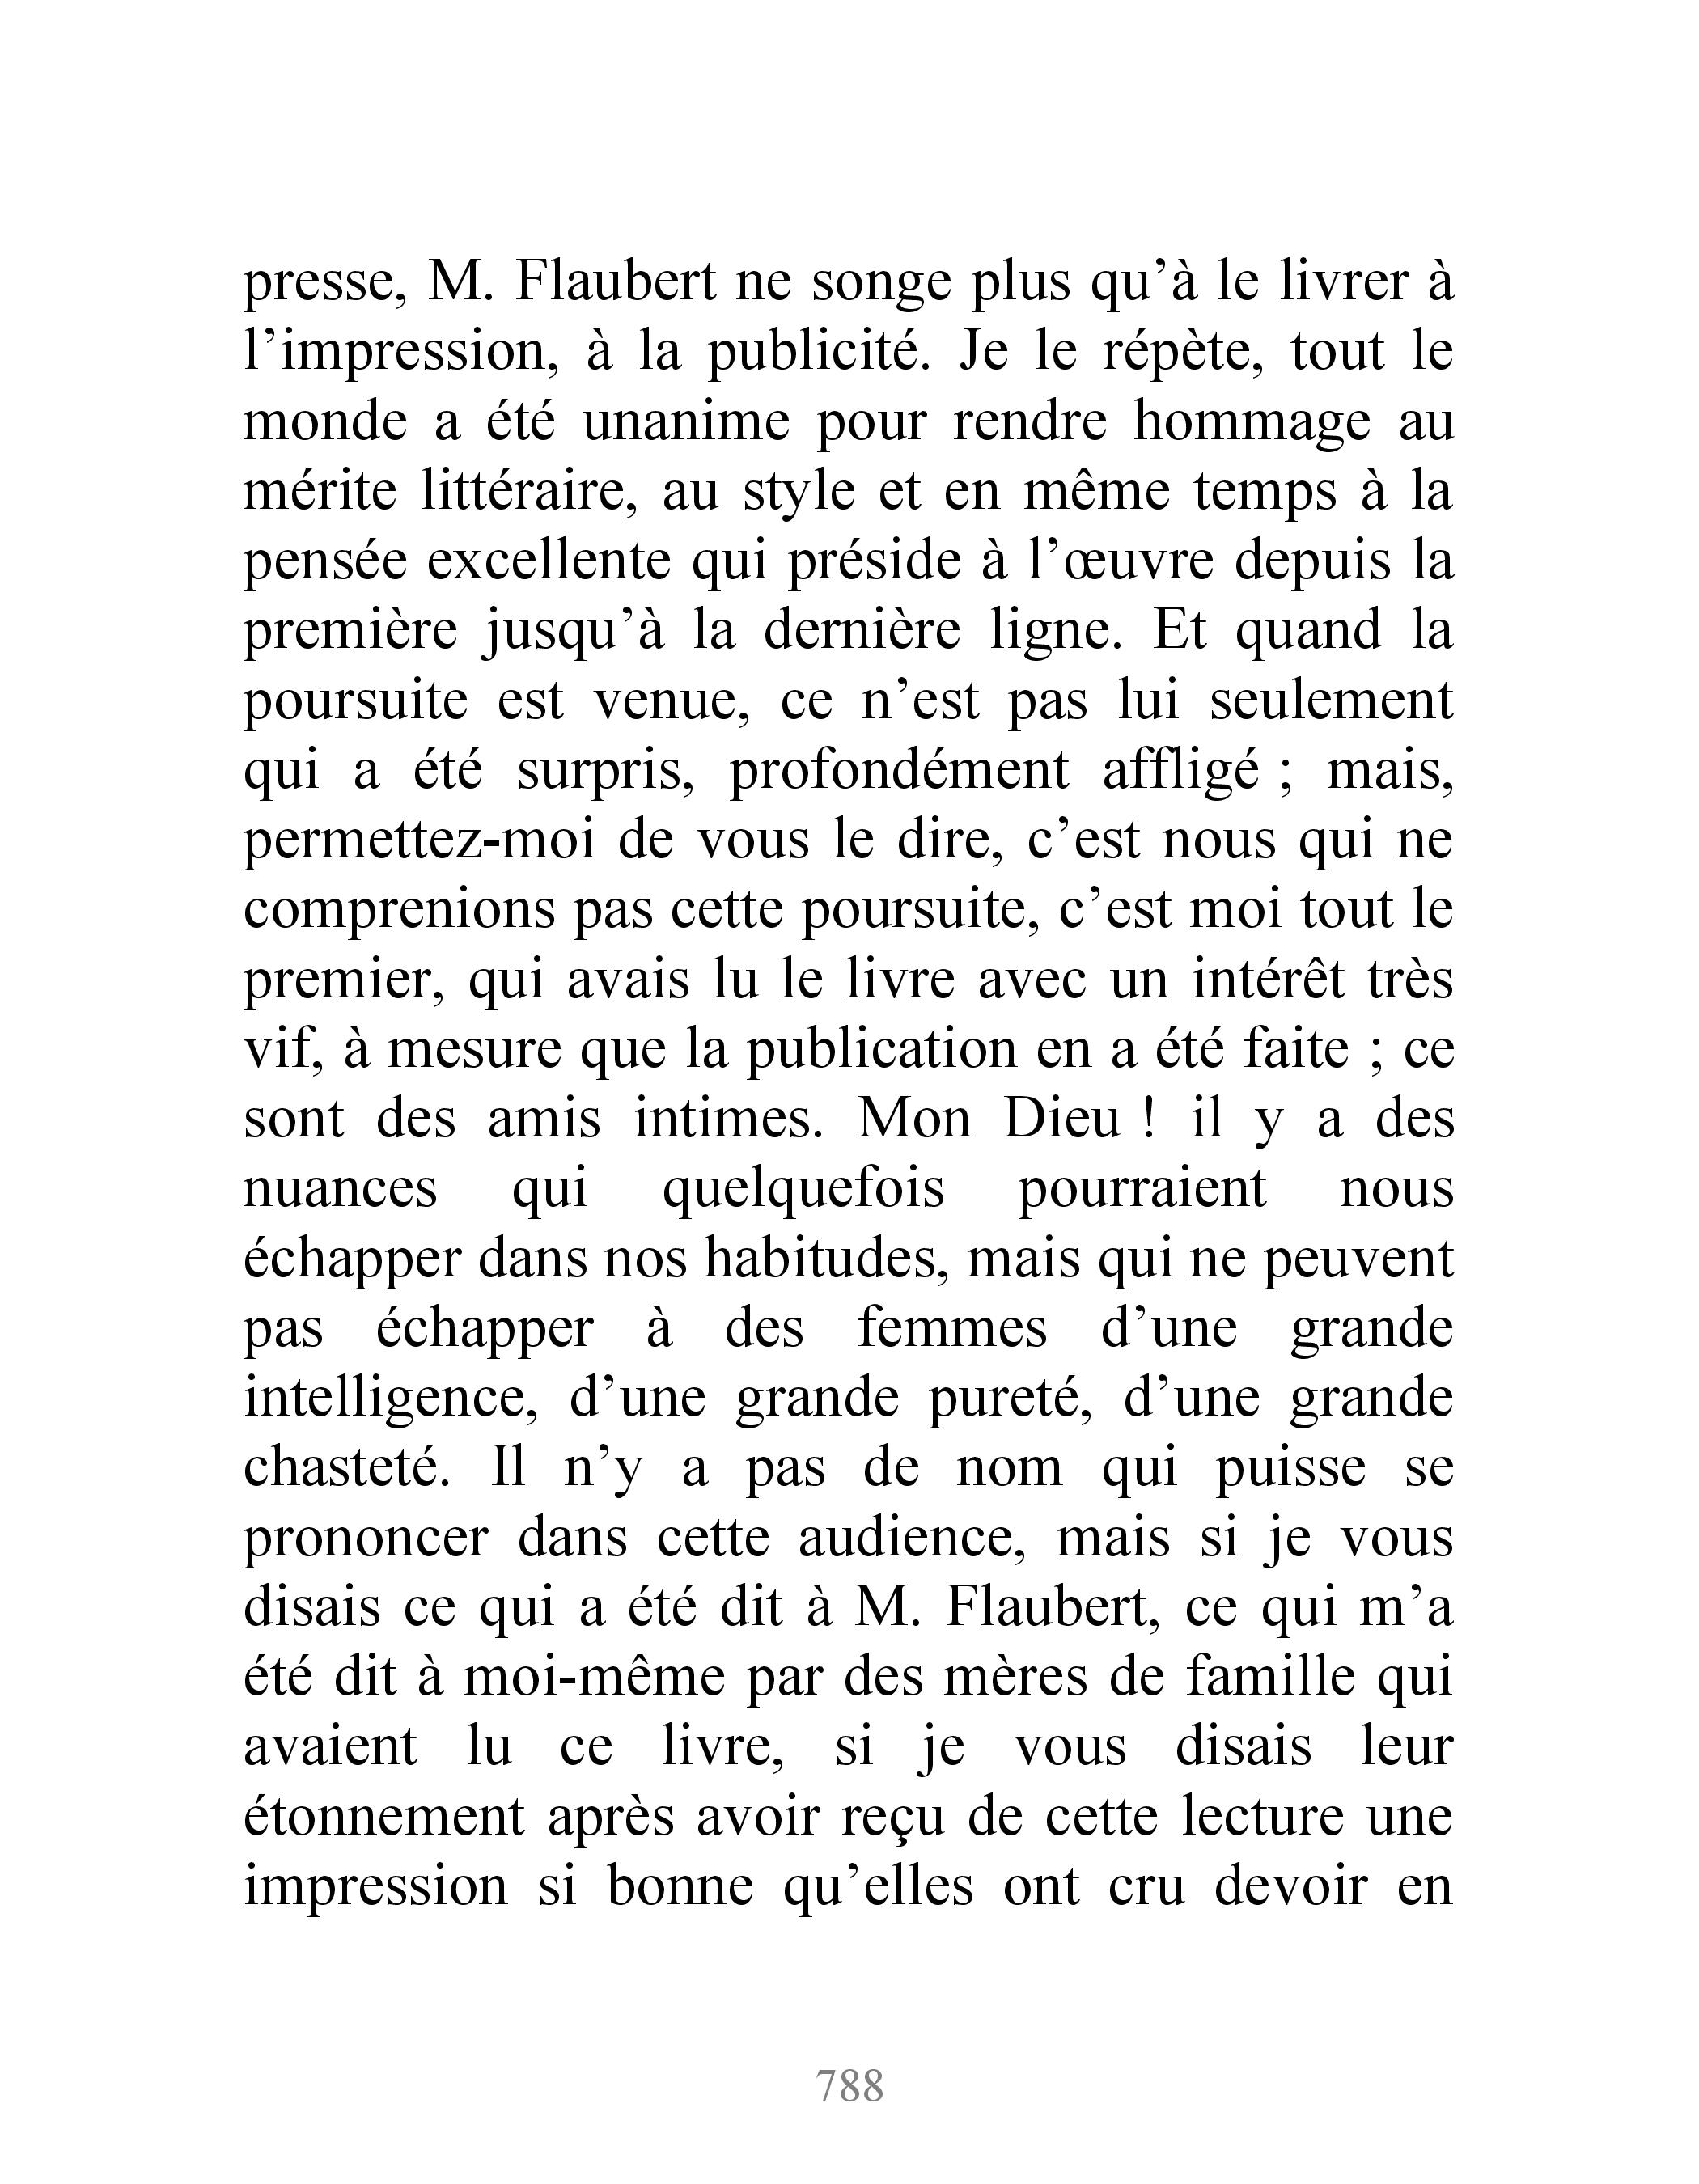 presse, M. Flaubert ne songe plus qu’à le livrer à
l’impression, à la publicité. Je le répète, tout le
monde a été unanime pour rendre hommage au
mérite littéraire, au style et en même temps à la
pensée excellente qui préside à l’œuvre depuis la
première jusqu’à la dernière ligne. Et quand la
poursuite est venue, ce n’est pas lui seulement
qui a été surpris, profondément affligé ; mais,
permettez-moi de vous le dire, c’est nous qui ne
comprenions pas cette poursuite, c’est moi tout le
premier, qui avais lu le livre avec un intérêt très
vif, à mesure que la publication en a été faite ; ce
sont des amis intimes. Mon Dieu ! il y a des
nuances qui quelquefois pourraient nous
échapper dans nos habitudes, mais qui ne peuvent
pas échapper à des femmes d’une grande
intelligence, d’une grande pureté, d’une grande
chasteté. Il n’y a pas de nom qui puisse se
prononcer dans cette audience, mais si je vous
disais ce qui a été dit à M. Flaubert, ce qui m’a
été dit à moi-même par des mères de famille qui
avaient lu ce livre, si je vous disais leur
étonnement après avoir reçu de cette lecture une
impression si bonne qu’elles ont cru devoir en
788